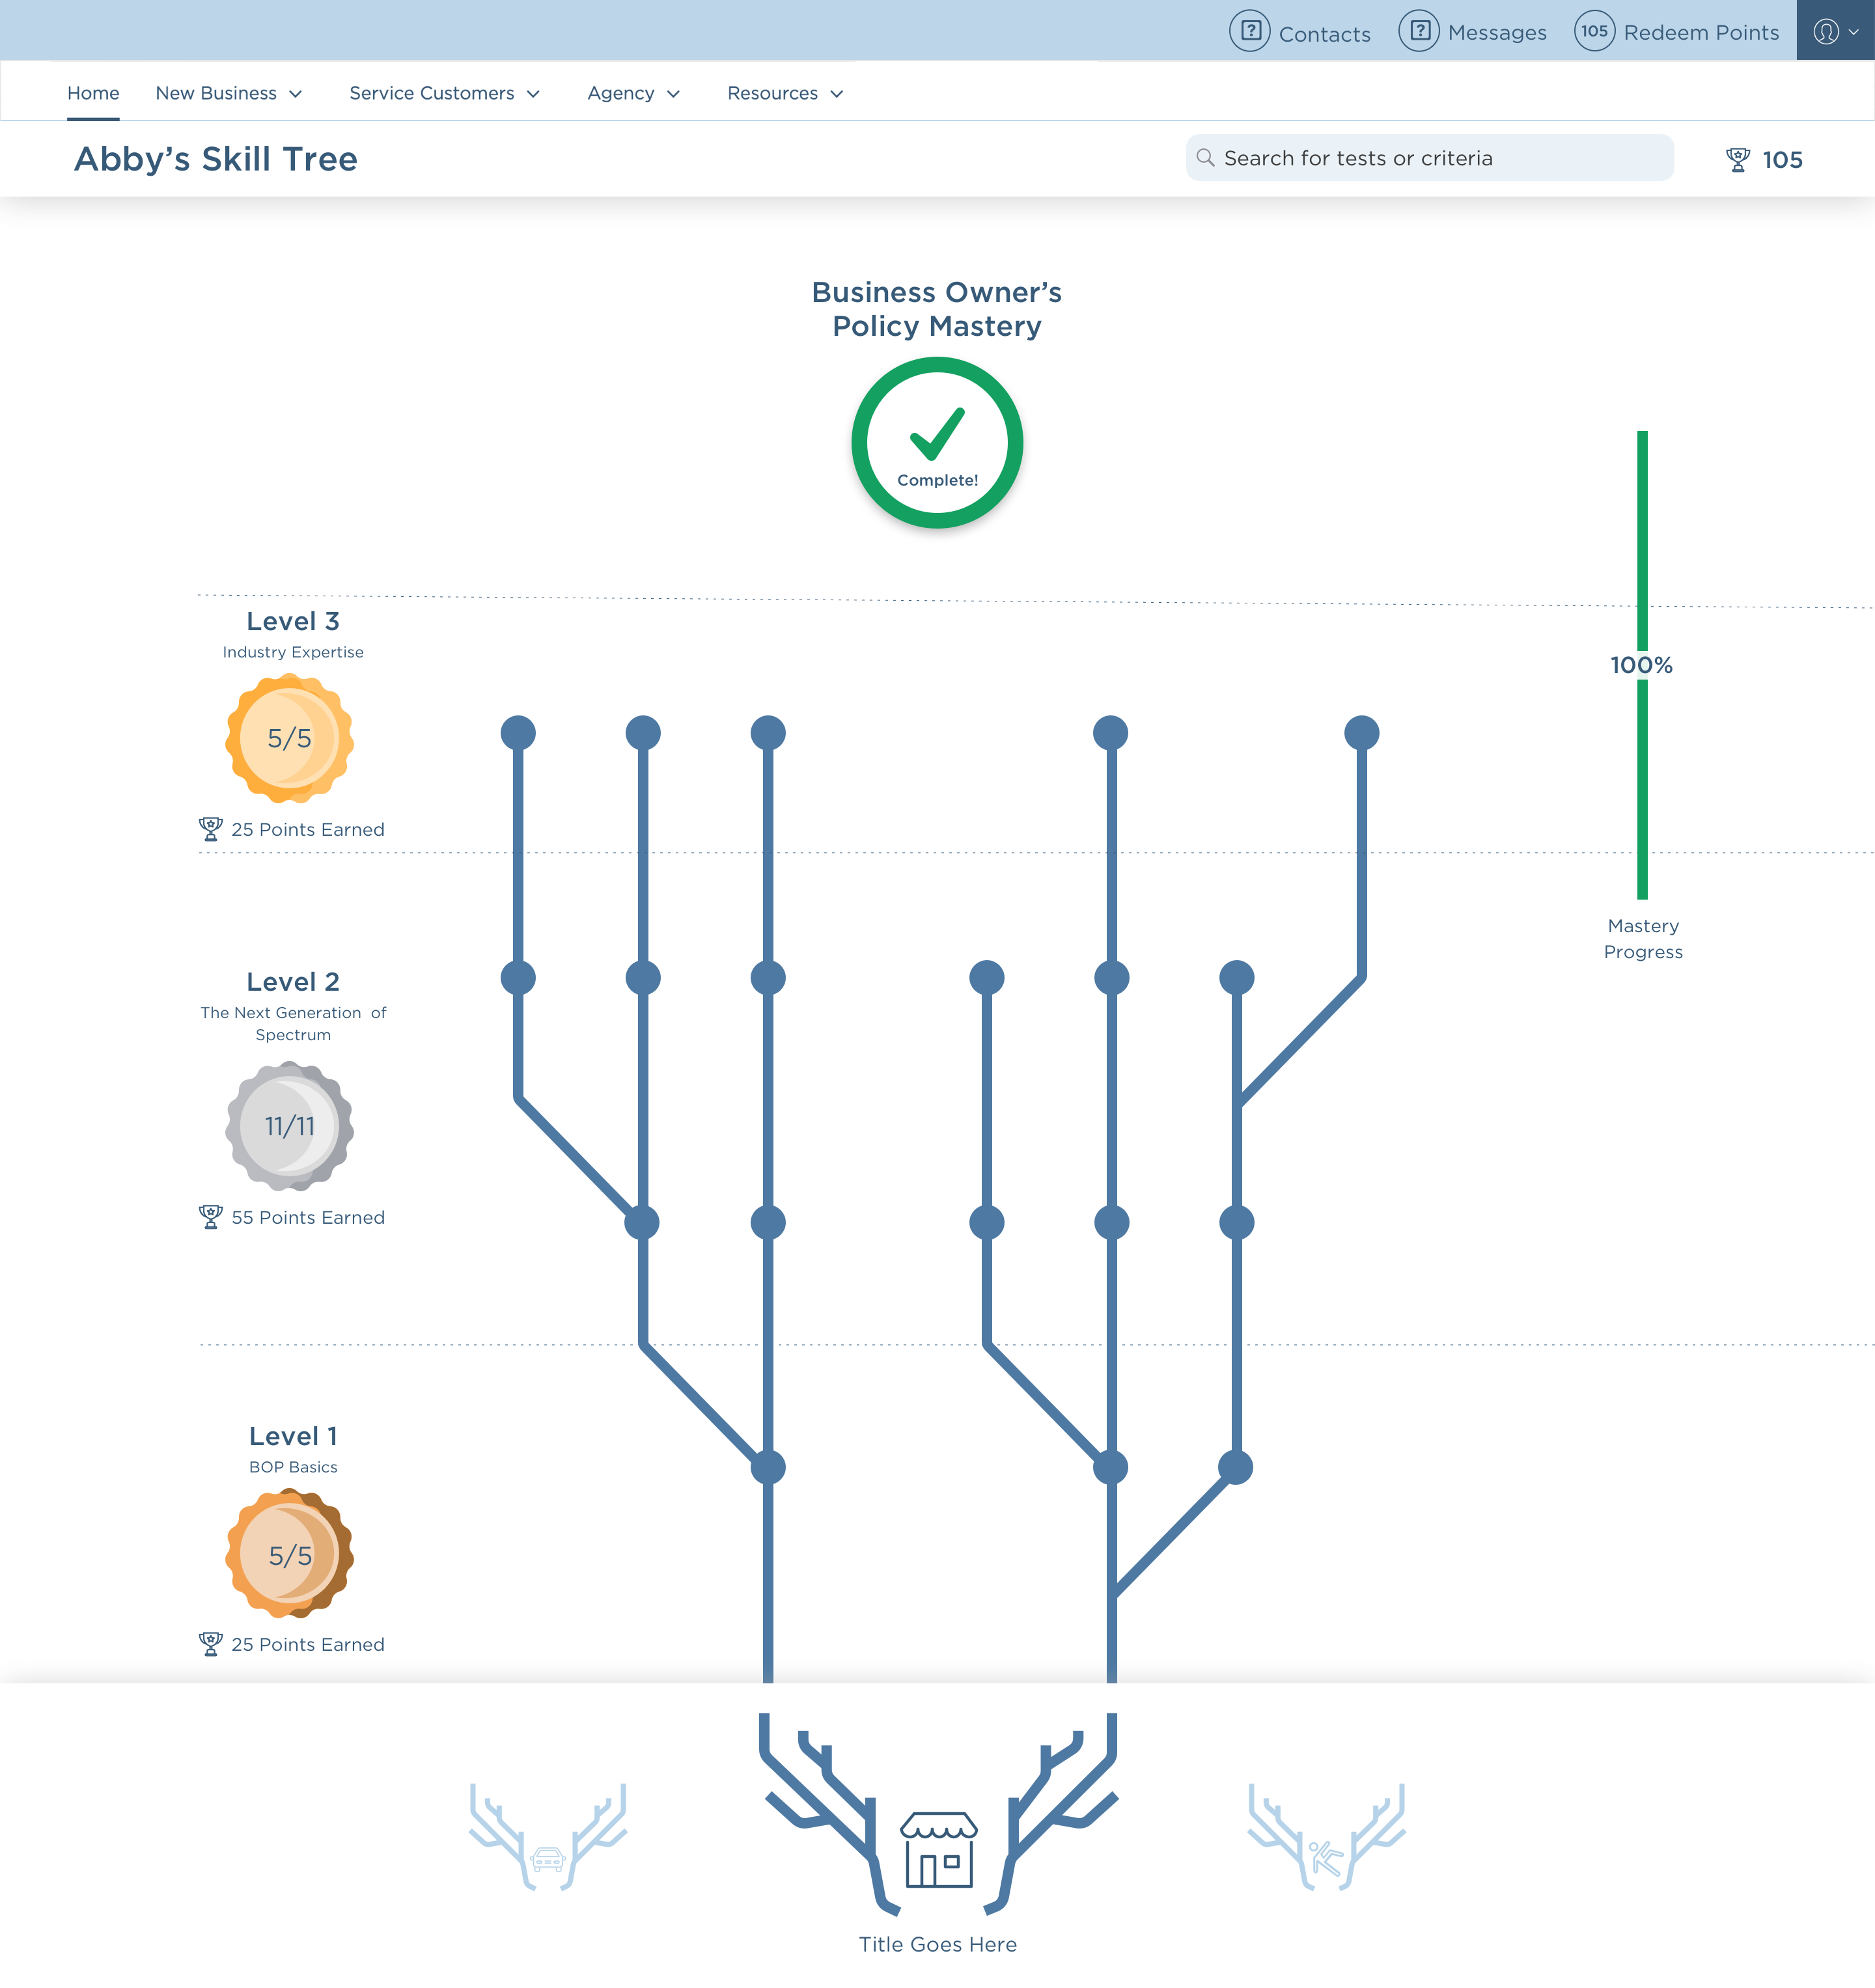 ? Contacts ? Messages 105 Redeem Points
Home New Business Service Customers Agency Resources
Abby’s Skill Tree Search for tests or criteria 105
Business Owner’s
Policy Mastery
Complete!
Level 3
Industry Expertise
5/5
25 Points Earned
100%
Mastery
Progress
Level 2
The Next Generation of
Spectrum
11/11
55 Points Earned
Level 1
BOP Basics
5/5
25 Points Earned
Title Goes Here